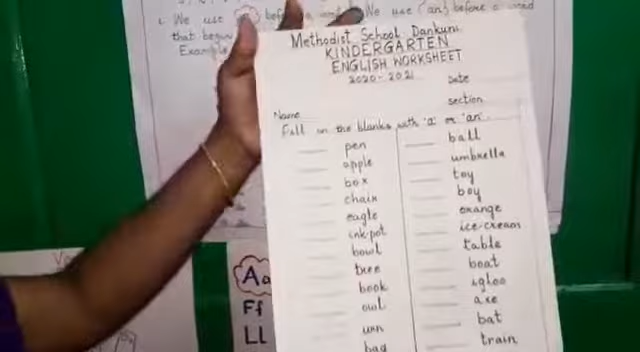 1. We use a before a word
We use (an) before a word
that begin
Example
Methodist School Dankuni
KINDERGARTEN
ENGLISH WORKSHEET
2020-2021
Date
section
Name
Fill in the blanks with 'a' or 'an'.
pen
apple
box
chair
eagle
ink-pot
bowl
tree
book
owl
urn
bag
ball
umbrella
toy
boy
orange
ice-cream
table
boat
igloo
axe
bat
train
Aa
Ff
LL